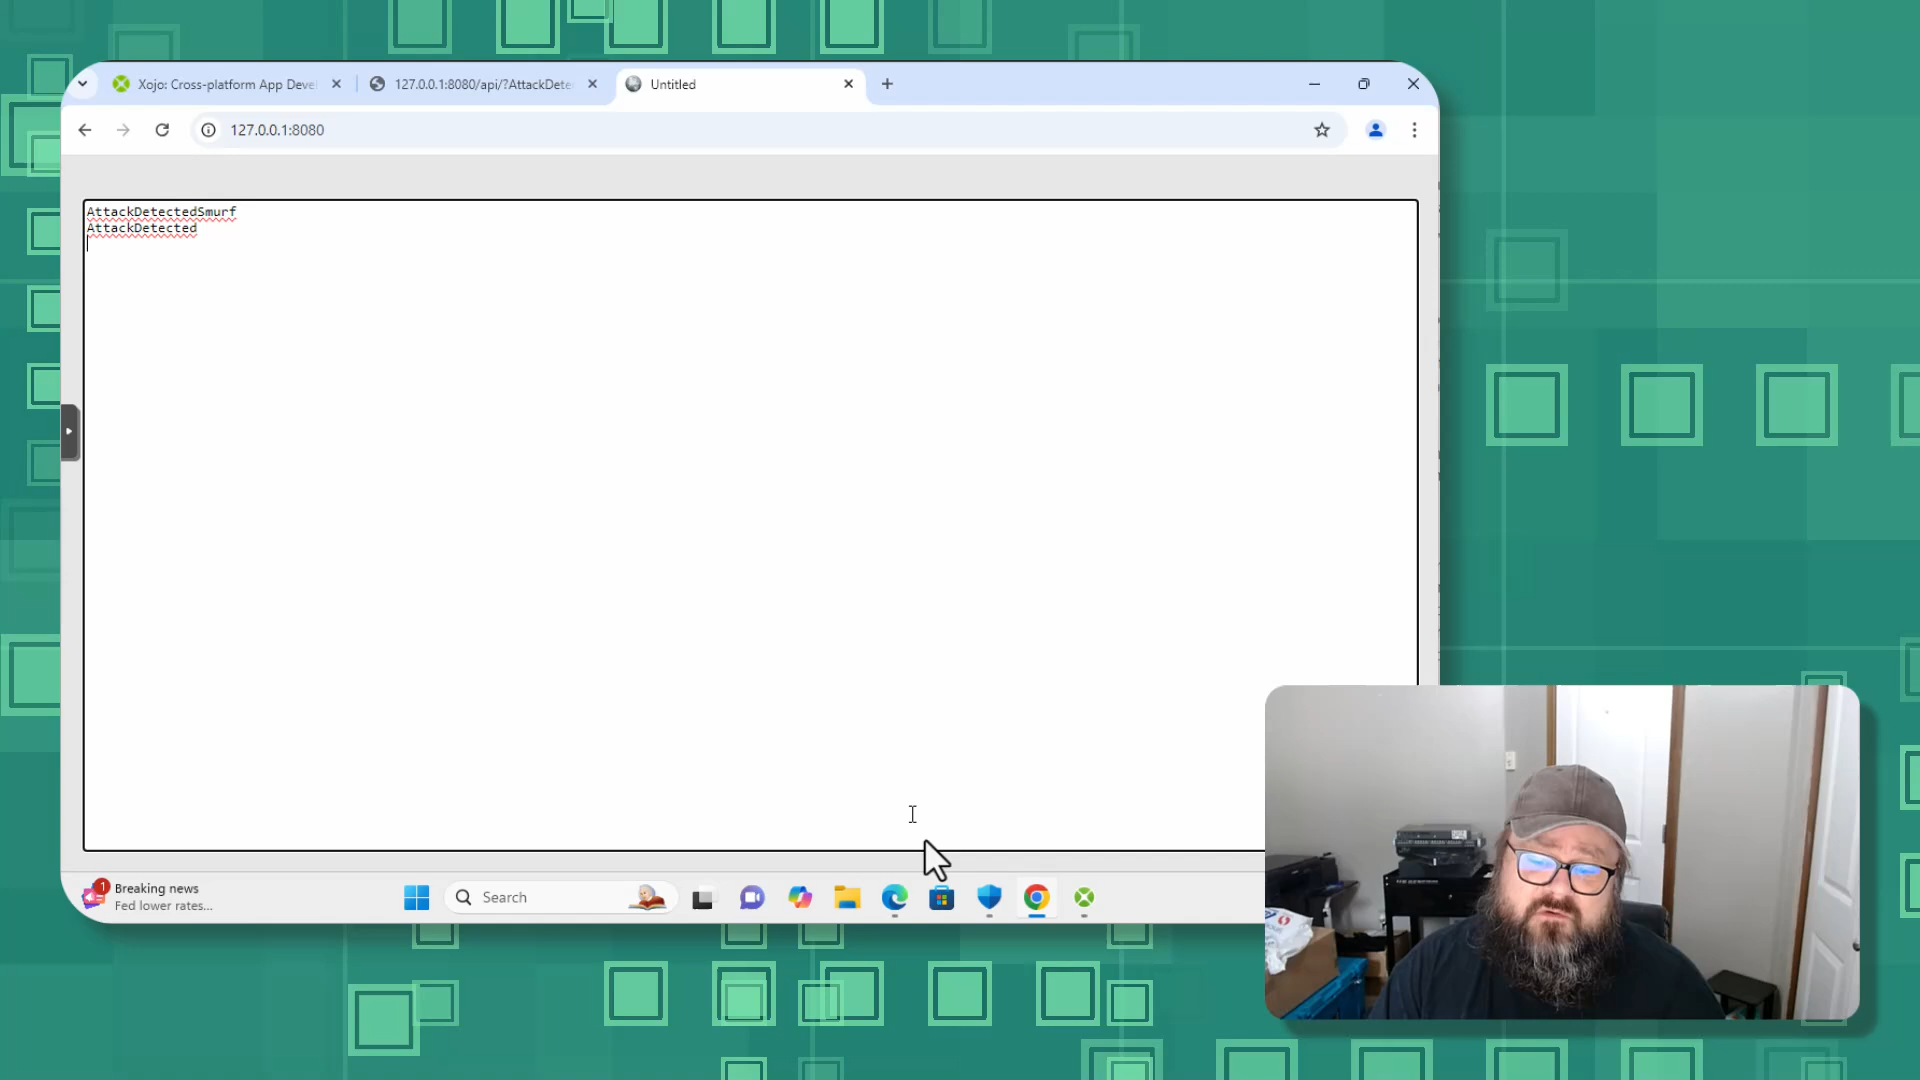 Xojo: Cross-platform App Deve
127.0.0.1:8080/api/?AttackDete
Untitled
127.0.0.1:8080
AttackDetectedSmurf
AttackDetected
1
Breaking news
Fed lower rates...
Search